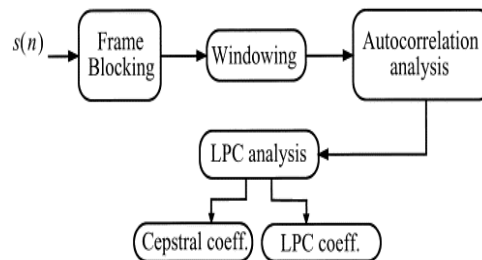 s(n)
Frame
Blocking
Windowing
Autocorrelation
analysis
LPC analysis
Cepstral coeff.
LPC coeff.